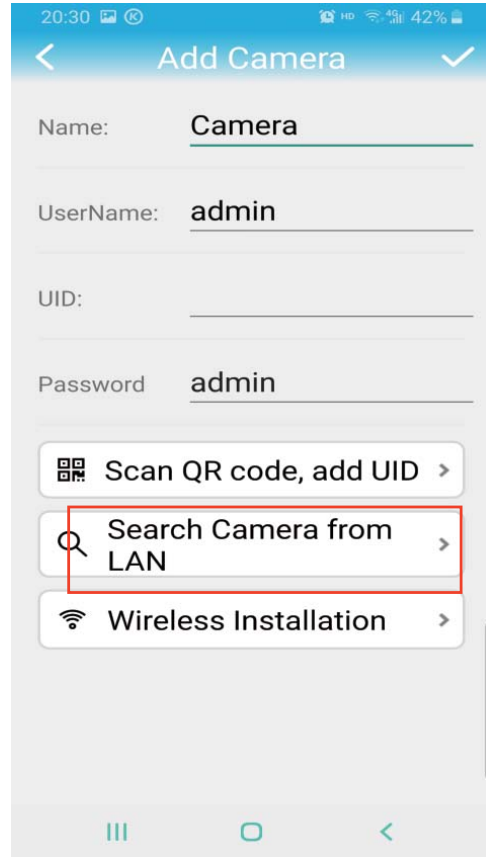 20:30 K HD 4G 42%
Add Camera
Name: Camera
UserName: admin
UID:
Password admin
Scan QR code, add UID
Search Camera from
LAN
Wireless Installation